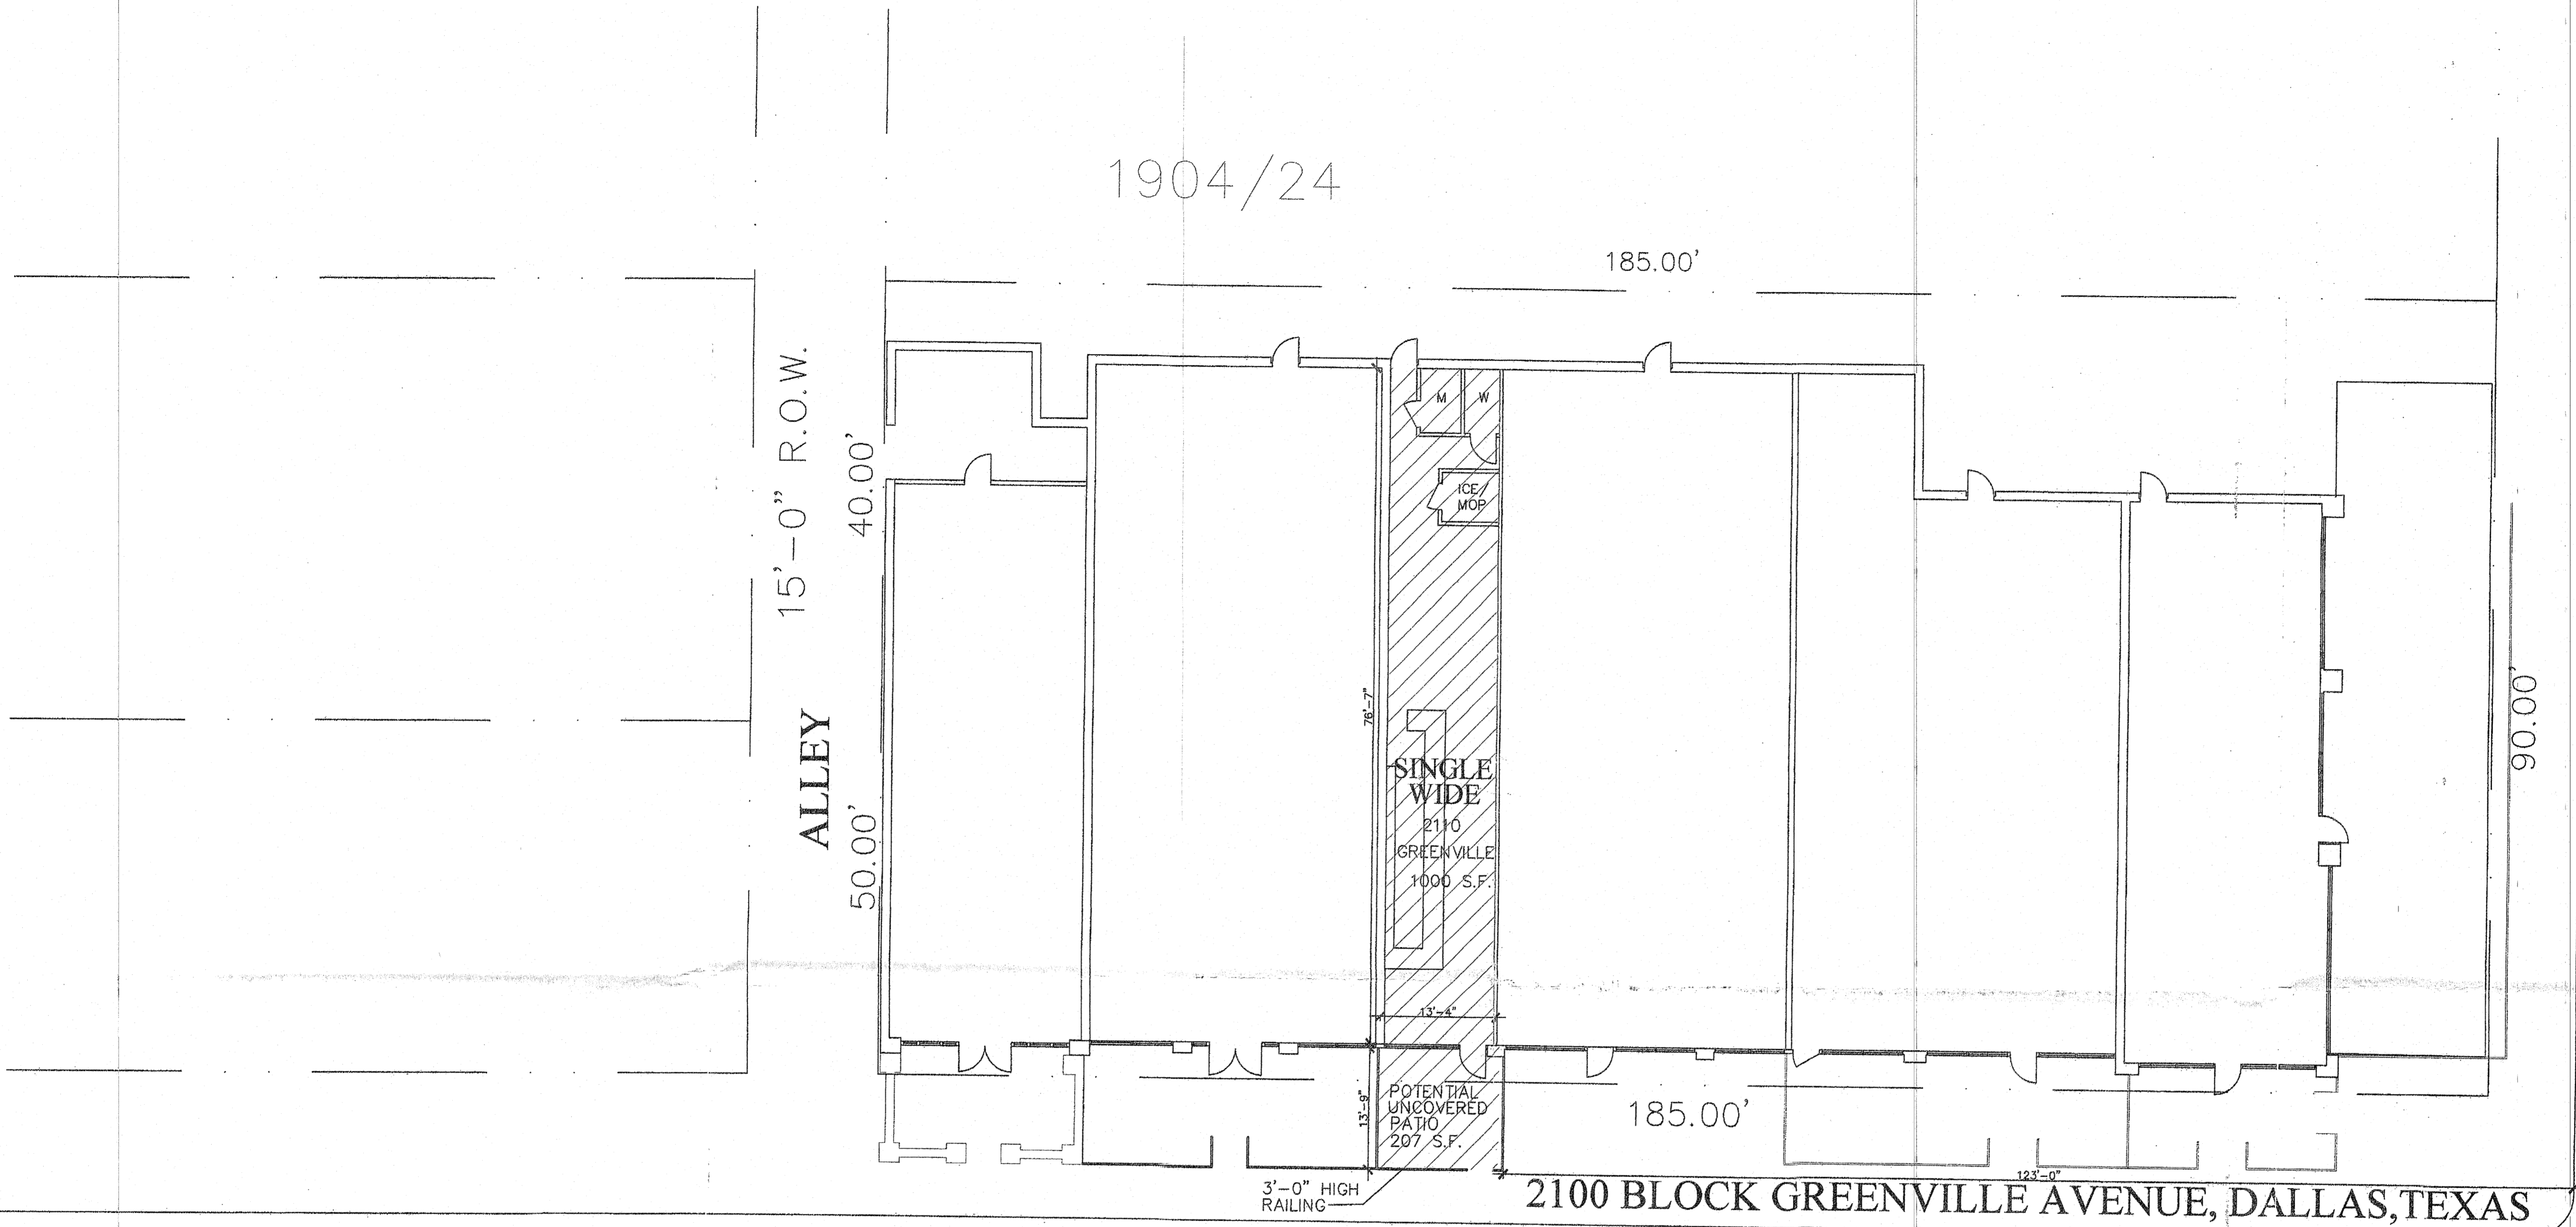 1904/24
185.00'
15'-0" R.O.W.
ALLEY
40.00'
50.00'
M
W
ICE/
MOP
76'-7"
SINGLE
WIDE
2110
GREENVILLE
1000 S.F.
13'-4"
90.00'
13'-9"
POTENTIAL
UNCOVERED
PATIO
207 S.F.
185.00'
3'-0" HIGH
RAILING
123'-0"
2100 BLOCK GREENVILLE AVENUE, DALLAS,TEXAS